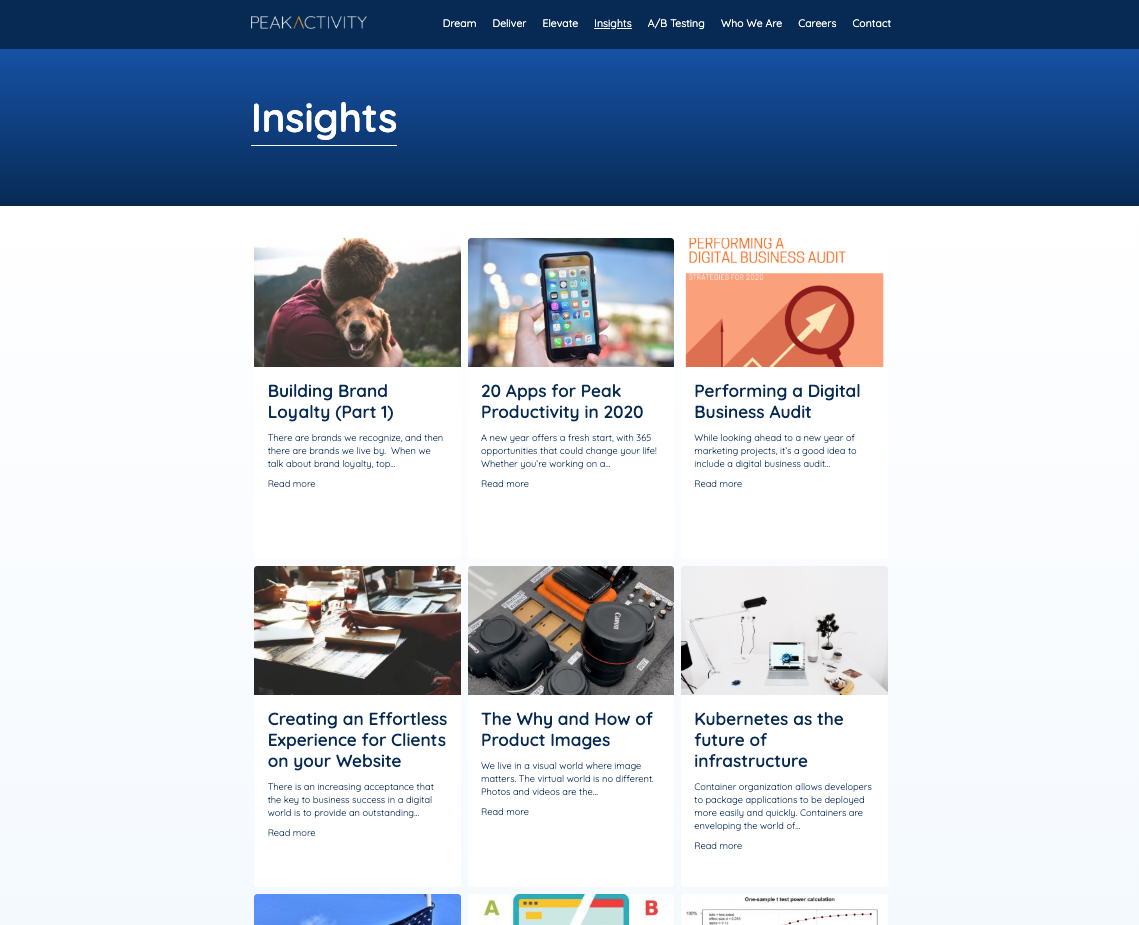 PEAKACTIVITY
Dream Deliver Elevate Insights A/B Testing Who We Are Careers Contact
Insights
PERFORMING A
DIGITAL BUSINESS AUDIT
STRATEGIES FOR 2020
Building Brand
Loyalty (Part 1)
There are brands we recognize, and then
there are brands we live by.  When we
talk about brand loyalty, top...
Read more
20 Apps for Peak
Productivity in 2020
A new year offers a fresh start, with 365
opportunities that could change your life!
Whether you're working on a...
Read more
Performing a Digital
Business Audit
While looking ahead to a new year of
marketing projects, it's a good idea to
include a digital business audit...
Read more
Canon
Creating an Effortless
Experience for Clients
on your Website
There is an increasing acceptance that
the key to business success in a digital
world is to provide an outstanding...
Read more
The Why and How of
Product Images
We live in a visual world where image
matters. The virtual world is no different.
Photos and videos are the...
Read more
Kubernetes as the
future of
infrastructure
Container organization allows developers
to package applications to be deployed
more easily and quickly. Containers are
enveloping the world of...
Read more
A B
One-sample t test power calculation
100%